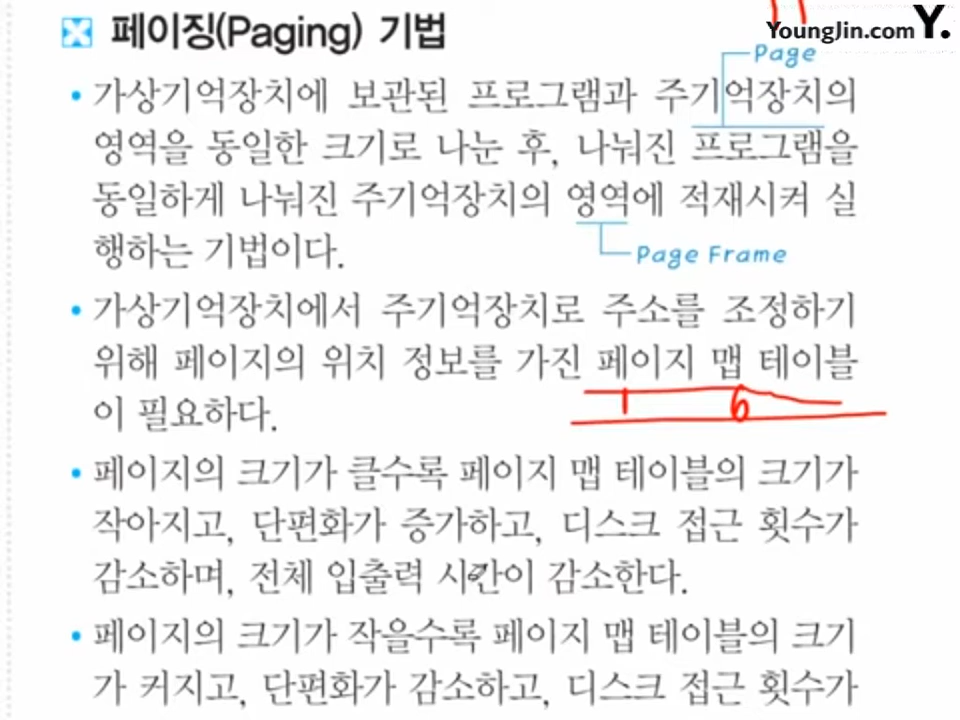 페이징(Paging) 기법
YoungJin.com Y.
Page
• 가상기억장치에 보관된 프로그램과 주기억장치의
영역을 동일한 크기로 나눈 후, 나눠진 프로그램을
동일하게 나눠진 주기억장치의 영역에 적재시켜 실
행하는 기법이다.
Page Frame
• 가상기억장치에서 주기억장치로 주소를 조정하기
위해 페이지의 위치 정보를 가진 페이지 맵 테이블
이 필요하다.
1 6
• 페이지의 크기가 클수록 페이지 맵 테이블의 크기가
작아지고, 단편화가 증가하고, 디스크 접근 횟수가
감소하며, 전체 입출력 시간이 감소한다.
• 페이지의 크기가 작을수록 페이지 맵 테이블의 크기
가 커지고, 단편화가 감소하고, 디스크 접근 횟수가